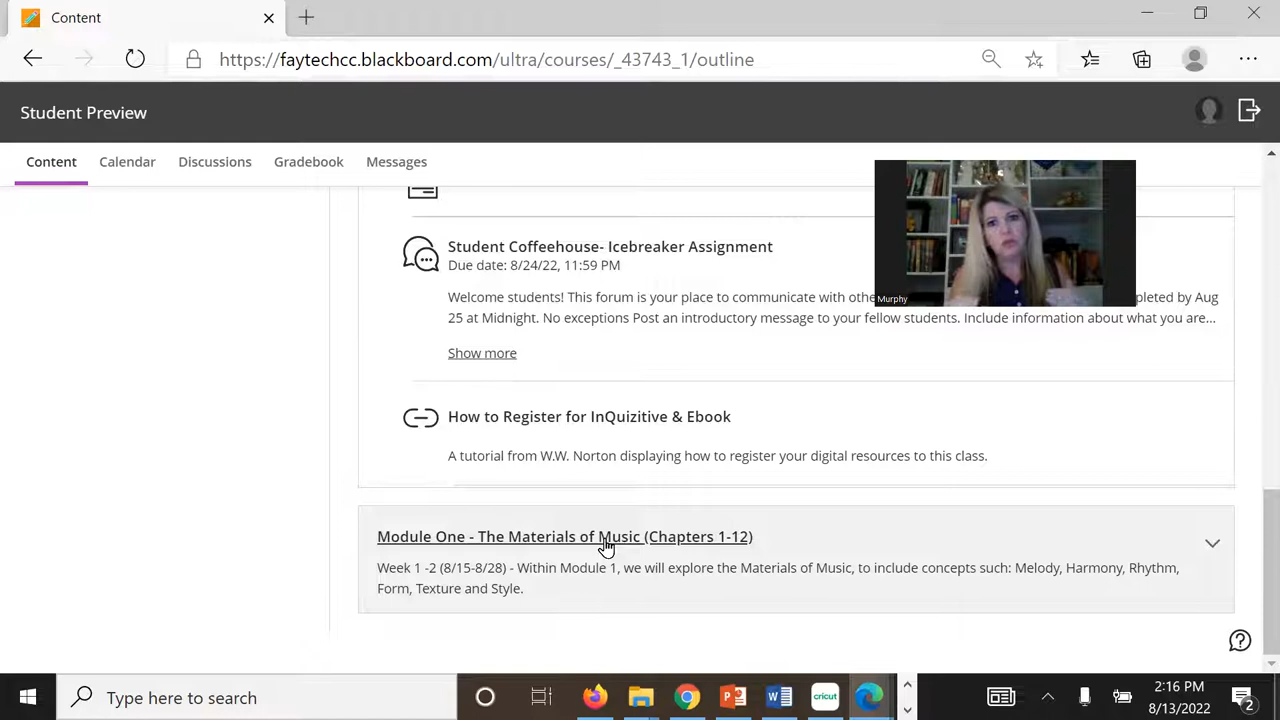 Content
https://faytechcc.blackboard.com/ultra/courses/_43743_1/outline
Student Preview
Content Calendar Discussions Gradebook Messages
Student Coffeehouse- Icebreaker Assignment
Due date: 8/24/22, 11:59 PM
Welcome students! This forum is your place to communicate with othe pleted by Aug
25 at Midnight. No exceptions Post an introductory message to your fellow students. Include information about what you are...
Show more
Murphy
How to Register for InQuizitive & Ebook
A tutorial from W.W. Norton displaying how to register your digital resources to this class.
Module One - The Materials of Music (Chapters 1-12)
Week 1 -2 (8/15-8/28) - Within Module 1, we will explore the Materials of Music, to include concepts such: Melody, Harmony, Rhythm,
Form, Texture and Style.
Type here to search
cricut
2:16 PM
8/13/2022
2